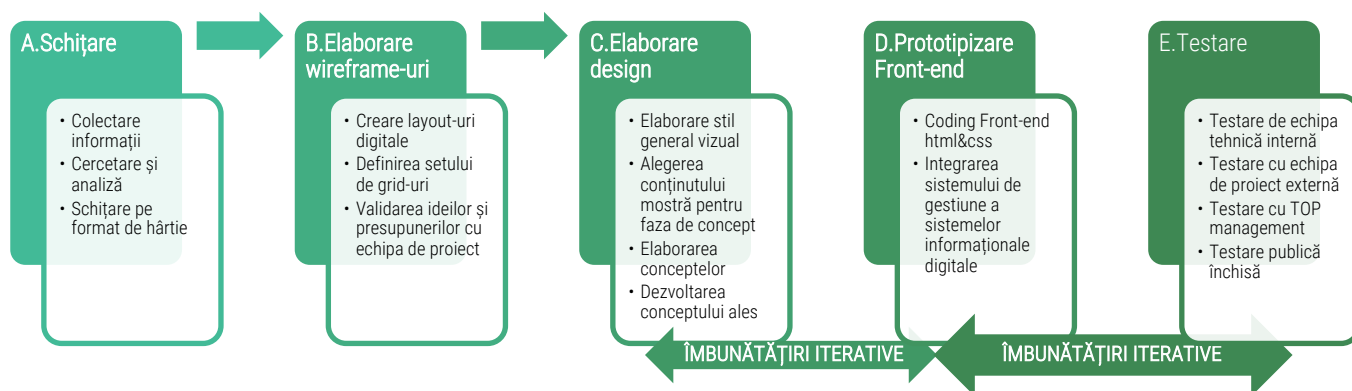 A.Schițare
• Colectare
informații
• Cercetare și
analiză
• Schițare pe
format de hârtie
B.Elaborare
wireframe-uri
• Creare layout-uri
digitale
• Definirea setului
de grid-uri
• Validarea ideilor și
presupunerilor cu
echipa de proiect
C.Elaborare
design
• Elaborare stil
general vizual
• Alegerea
conținutului
mostră pentru
faza de concept
• Elaborarea
conceptelor
• Dezvoltarea
conceptului ales
D.Prototipizare
Front-end
• Coding Front-end
html&css
• Integrarea
sistemului de
gestiune a
sistemelor
informaționale
digitale
E.Testare
• Testare de echipa
tehnică internă
• Testare cu echipa
de proiect externă
• Testare cu TOP
management
• Testare publică
închisă
ÎMBUNĂTĂȚIRI ITERATIVE
ÎMBUNĂTĂȚIRI ITERATIVE